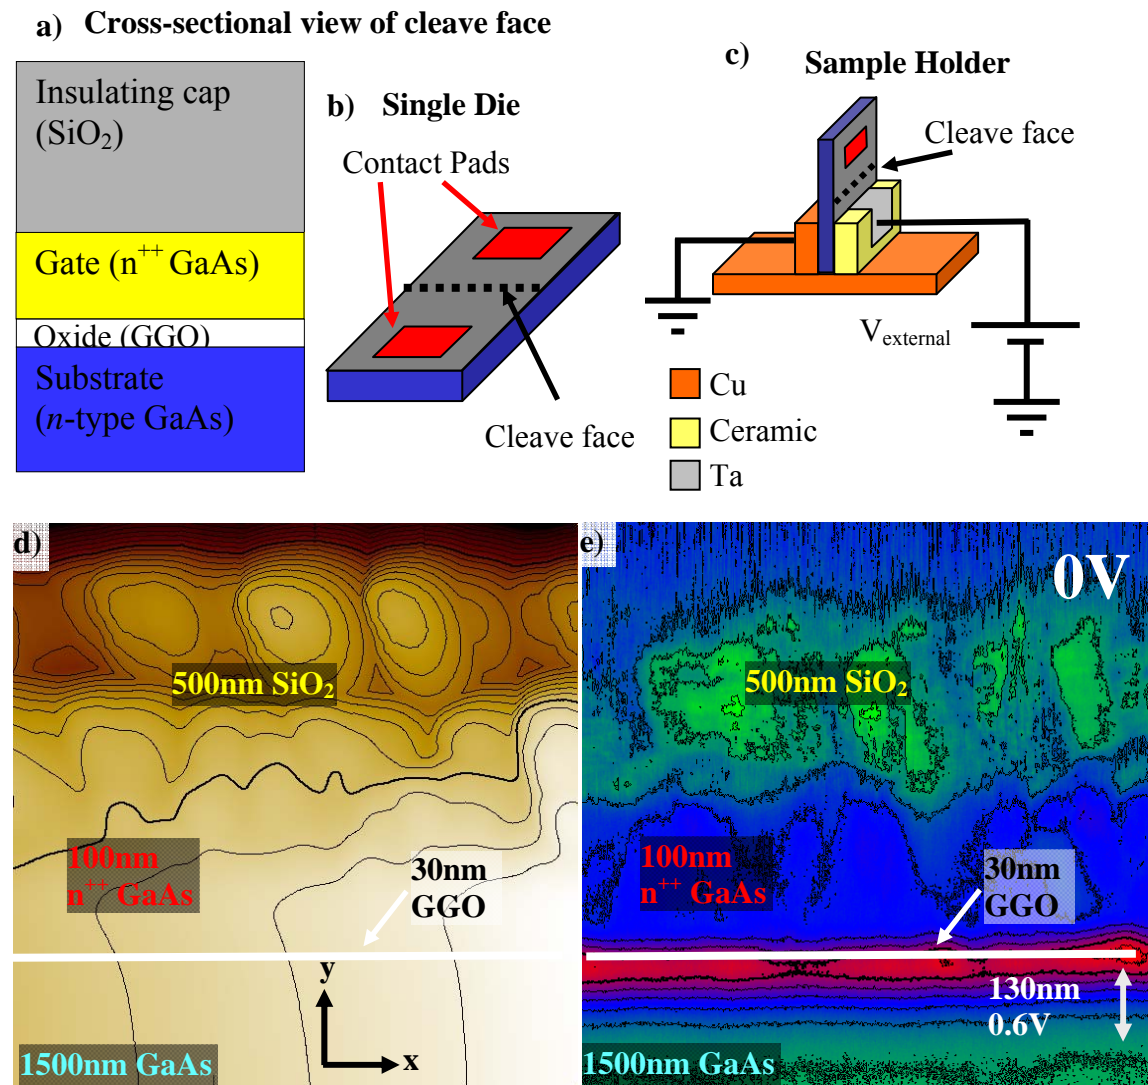 a) Cross-sectional view of cleave face
Insulating cap
(SiO₂)
Gate (n⁺⁺ GaAs)
Oxide (GGO)
Substrate
(n-type GaAs)
b) Single Die
Contact Pads
Cleave face
c)
Sample Holder
Cleave face
V_external
Cu
Ceramic
Ta
d)
500nm SiO₂
100nm
n⁺⁺ GaAs
30nm
GGO
y
x
1500nm GaAs
e)
0V
500nm SiO₂
100nm
n⁺⁺ GaAs
30nm
GGO
130nm
0.6V
1500nm GaAs